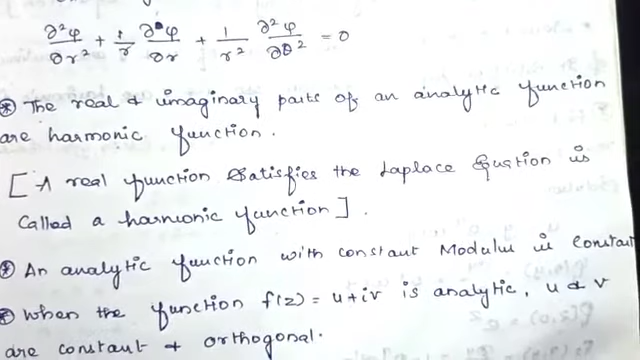 ∂²φ/∂r² + 1/r ∂φ/∂r + 1/r² ∂²φ/∂θ² = 0
⊛ The real & imaginary parts of an analytic function
are harmonic function.
[ A real function satisfies the Laplace Equation is
called a harmonic function ].
⊛ An analytic function with constant Modulus is constant
⊛ when the function f(z) = u+iv is analytic, u & v
are constant & orthogonal.